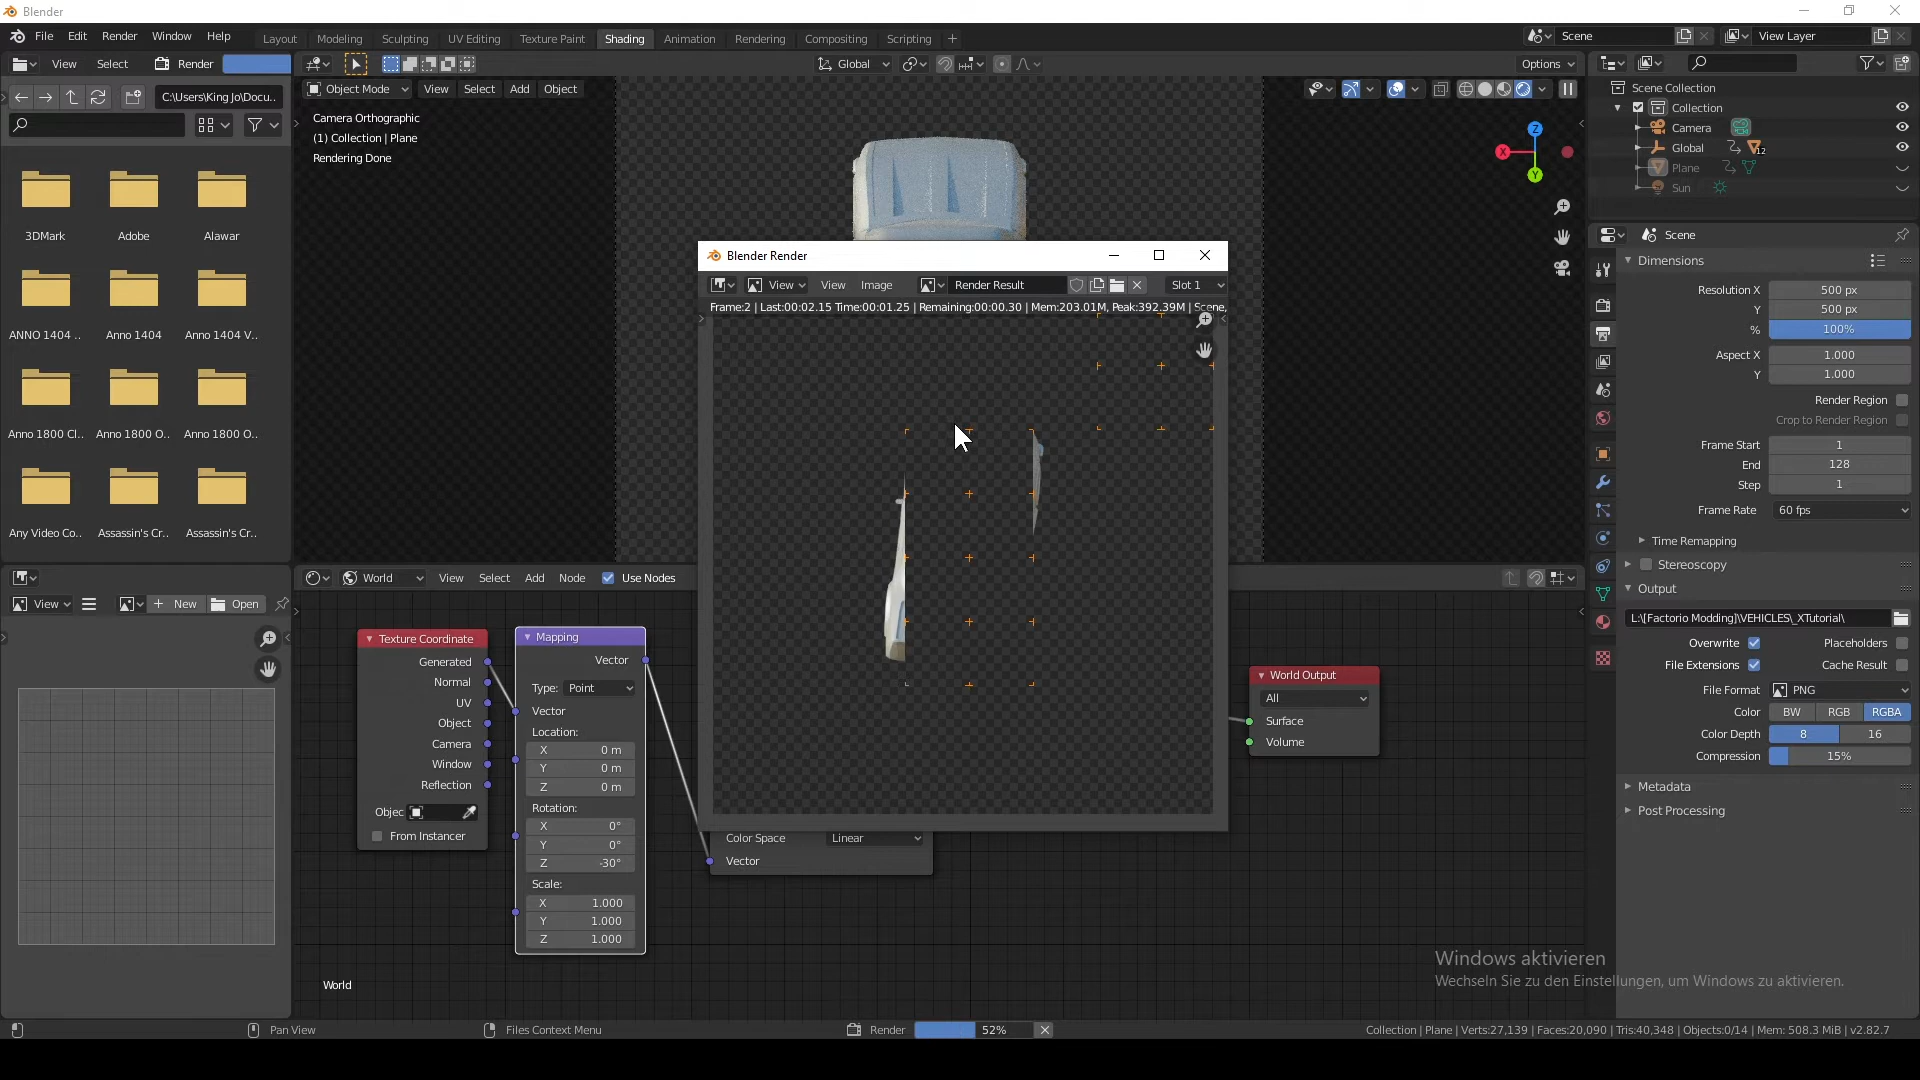 Blender
File Edit Render Window Help
Layout Modeling Sculpting UV Editing Texture Paint Shading Animation Rendering Compositing Scripting +
Scene
View Layer
View Select Render
Global
Options
C:\Users\King Jo\Docu..
Object Mode View Select Add Object
Camera Orthographic
(1) Collection | Plane
Rendering Done
Z
X
Y
Scene Collection
Collection
Camera
Global 12
Plane
Sun
3DMark Adobe Alawar
ANNO 1404 .. Anno 1404 Anno 1404 V..
Anno 1800 Cl.. Anno 1800 O.. Anno 1800 O..
Any Video Co.. Assassin's Cr.. Assassin's Cr..
Blender Render
View View Image Render Result Slot 1
Frame:2 | Last:00:02.15 Time:00:01.25 | Remaining:00:00.30 | Mem:203.01M, Peak:392.39M | Scene,
Scene
Dimensions
Resolution X 500 px
Y 500 px
% 100%
Aspect X 1.000
Y 1.000
Render Region
Crop to Render Region
Frame Start 1
End 128
Step 1
Frame Rate 60 fps
Time Remapping
Stereoscopy
Output
L:\[Factorio Modding]\VEHICLES\_XTutorial\
Overwrite Placeholders
File Extensions Cache Result
File Format PNG
Color BW RGB RGBA
Color Depth 8 16
Compression 15%
Metadata
Post Processing
View New Open
World View Select Add Node Use Nodes
Texture Coordinate
Generated
Normal
UV
Object
Camera
Window
Reflection
Objec
From Instancer
Mapping
Vector
Type: Point
Vector
Location:
X 0 m
Y 0 m
Z 0 m
Rotation:
X 0°
Y 0°
Z -30°
Scale:
X 1.000
Y 1.000
Z 1.000
Color Space Linear
Vector
World Output
All
Surface
Volume
World
Windows aktivieren
Wechseln Sie zu den Einstellungen, um Windows zu aktivieren.
Pan View Files Context Menu Render 52% Collection | Plane | Verts:27,139 | Faces:20,090 | Tris:40,348 | Objects:0/14 | Mem: 508.3 MiB | v2.82.7